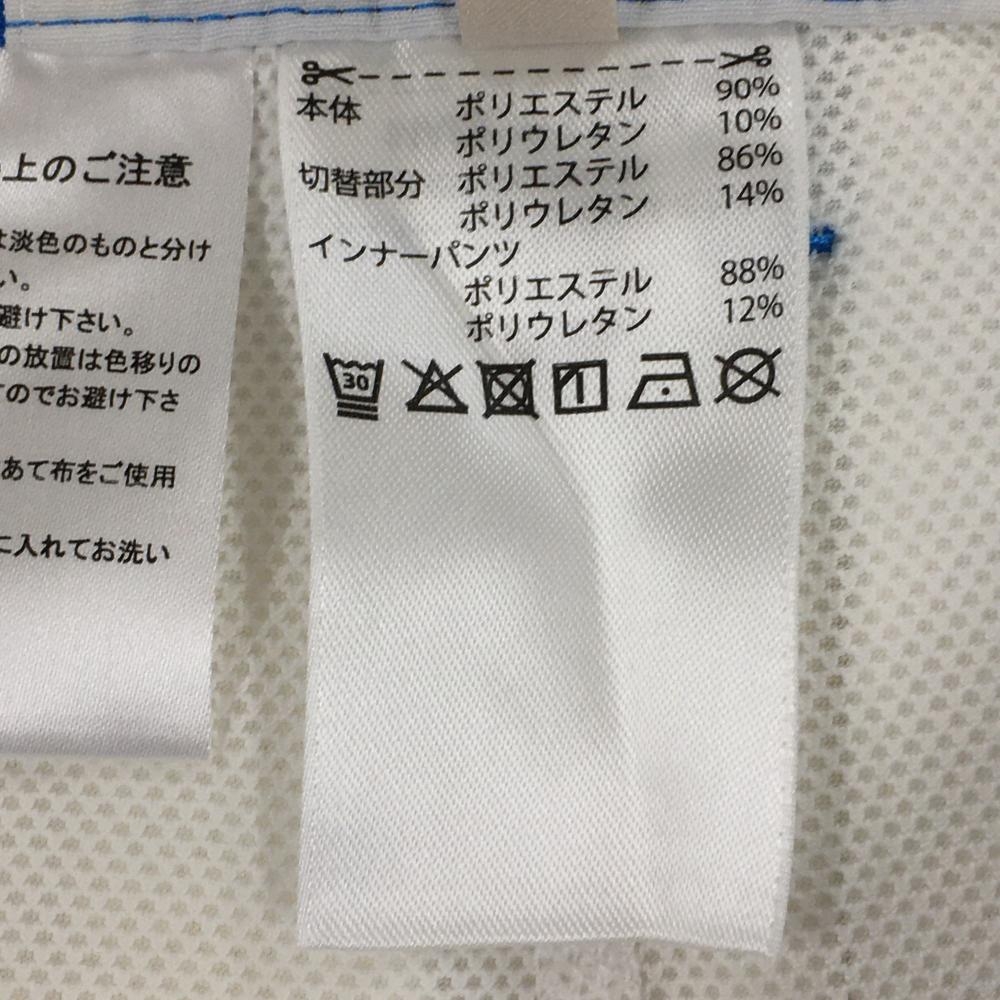 上のご注意
は淡色のものと分け
い。
避け下さい。
の放置は色移りの
のでお避け下さ
あて布をご使用
に入れてお洗い
本体 ポリエステル 90%
ポリウレタン 10%
切替部分 ポリエステル 86%
ポリウレタン 14%
インナーパンツ
ポリエステル 88%
ポリウレタン 12%
30